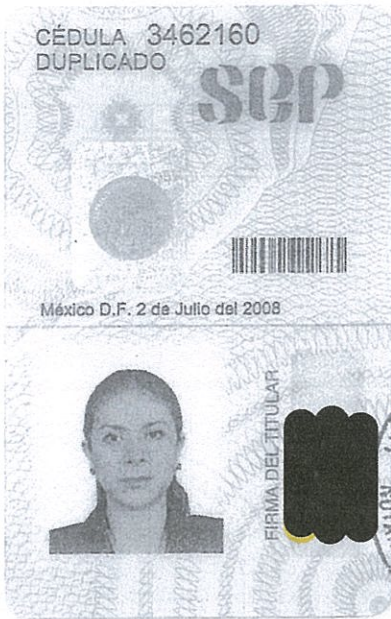 CÉDULA 3462160
DUPLICADO
SEP
México D.F. 2 de Julio del 2008
FIRMA DEL TITULAR